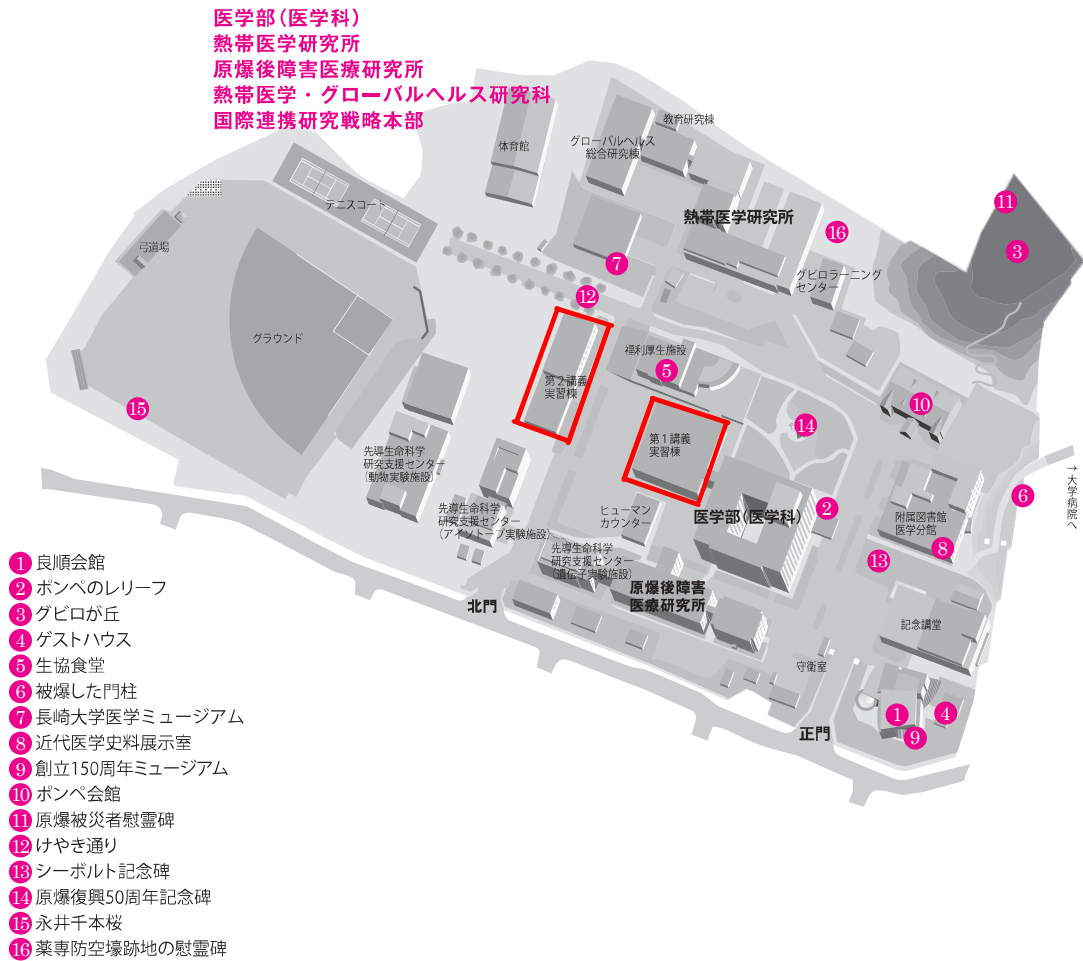 医学部（医学科）
熱帯医学研究所
原爆後障害医療研究所
熱帯医学・グローバルヘルス研究科
国際連携研究戦略本部
体育館
グローバルヘルス
総合研究棟
教育研究棟
熱帯医学研究所
11
3
16
テニスコート
弓道場
7
12
グビロラーニング
センター
グラウンド
福利厚生施設
5
第２講義
実習棟
15
10
14
第１講義
実習棟
先導生命科学
研究支援センター
（動物実験施設）
→大学病院へ
6
先導生命科学
研究支援センター
（アイソトープ実験施設）
ヒューマン
カウンター
医学部（医学科）
2
附属図書館
医学分館
8
13
先導生命科学
研究支援センター
（遺伝子実験施設）
原爆後障害
医療研究所
北門
記念講堂
守衛室
正門
1
4
9
1 良順会館
2 ポンペのレリーフ
3 グビロが丘
4 ゲストハウス
5 生協食堂
6 被爆した門柱
7 長崎大学医学ミュージアム
8 近代医学史料展示室
9 創立150周年ミュージアム
10 ポンペ会館
11 原爆被災者慰霊碑
12 けやき通り
13 シーボルト記念碑
14 原爆復興50周年記念碑
15 永井千本桜
16 薬専防空壕跡地の慰霊碑